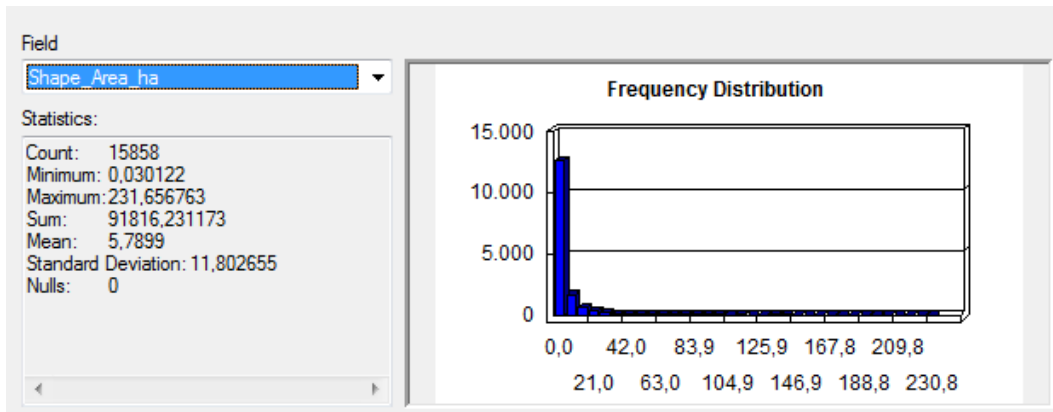 Field
Shape_Area_ha
Statistics:
Count: 15858
Minimum: 0,030122
Maximum: 231,656763
Sum: 91816,231173
Mean: 5,7899
Standard Deviation: 11,802655
Nulls: 0
Frequency Distribution
15.000
10.000
5.000
0
0,0 42,0 83,9 125,9 167,8 209,8
21,0 63,0 104,9 146,9 188,8 230,8